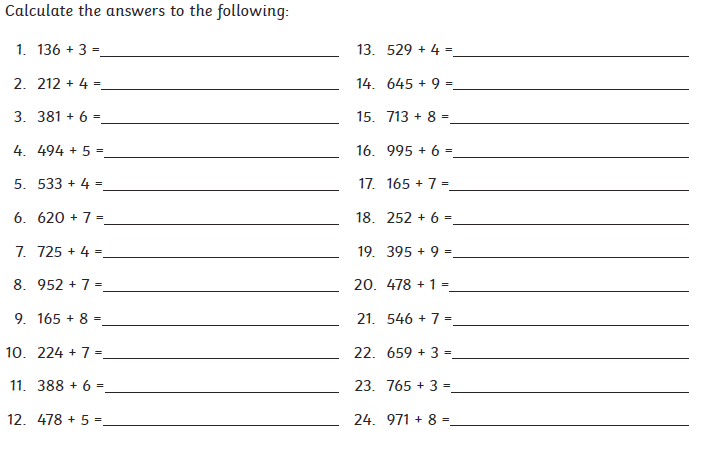 Calculate the answers to the following:
1. 136 + 3 =
2. 212 + 4 =
3. 381 + 6 =
4. 494 + 5 =
5. 533 + 4 =
6. 620 + 7 =
7. 725 + 4 =
8. 952 + 7 =
9. 165 + 8 =
10. 224 + 7 =
11. 388 + 6 =
12. 478 + 5 =
13. 529 + 4 =
14. 645 + 9 =
15. 713 + 8 =
16. 995 + 6 =
17. 165 + 7 =
18. 252 + 6 =
19. 395 + 9 =
20. 478 + 1 =
21. 546 + 7 =
22. 659 + 3 =
23. 765 + 3 =
24. 971 + 8 =